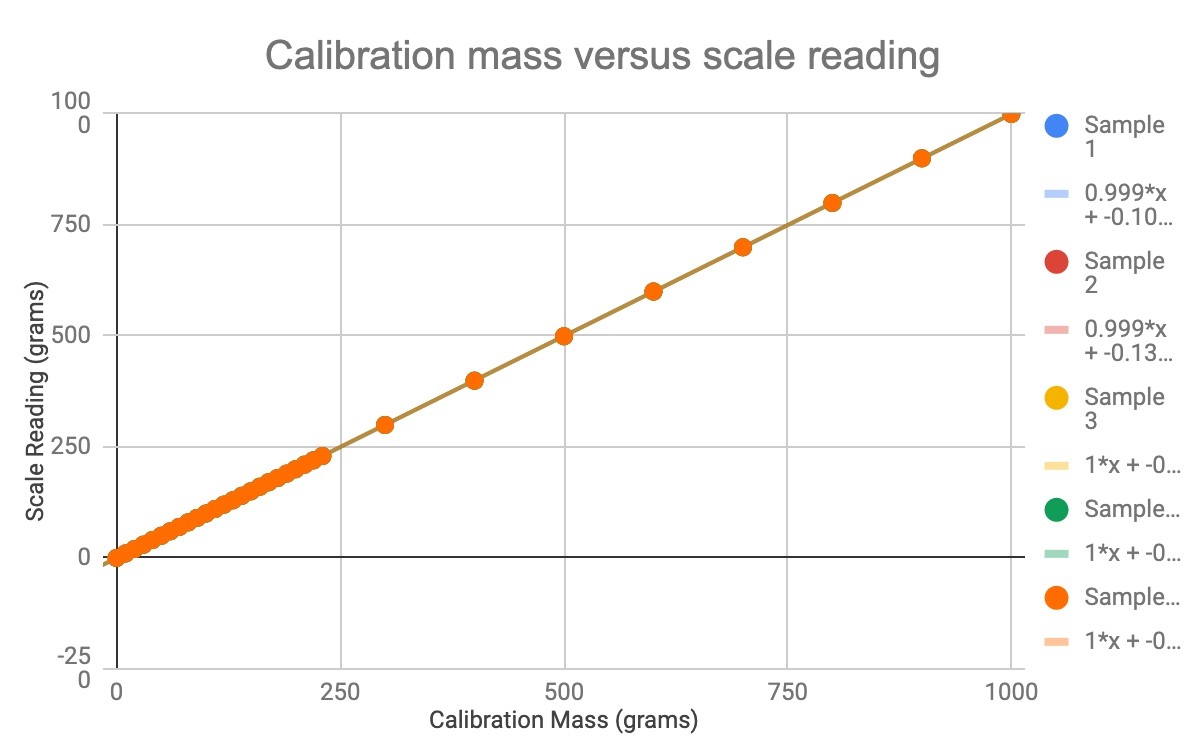 Calibration mass versus scale reading
100
0
750
500
250
0
-25
0
Scale Reading (grams)
0
250
500
750
1000
Calibration Mass (grams)
Sample
1
0.999*x
+ -0.10…
Sample
2
0.999*x
+ -0.13…
Sample
3
1*x + -0…
Sample…
1*x + -0…
Sample…
1*x + -0…